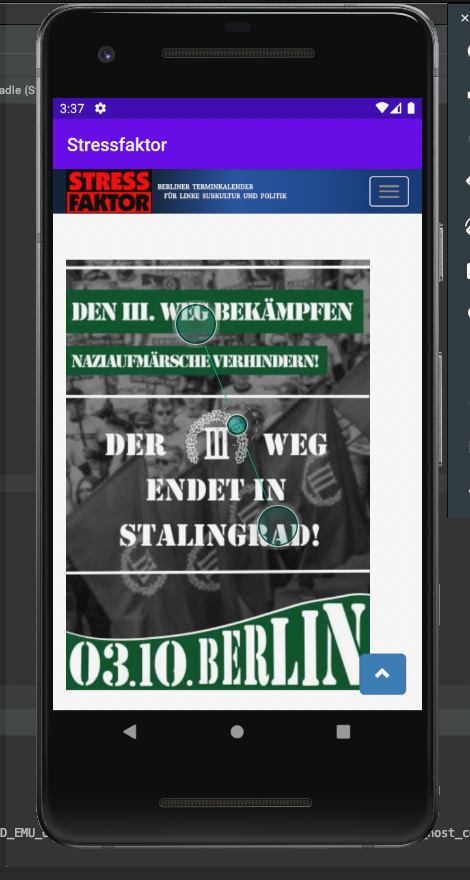 adle (S
3:37
Stressfaktor
STRESS
FAKTOR
BERLINER TERMINKALENDER
FÜR LINKE SUBKULTUR UND POLITIK
DEN III. WEG BEKÄMPFEN
NAZIAUFMÄRSCHE VERHINDERN!
DER III WEG
ENDET IN
STALINGRAD!
03.10.BERLIN
D_EMU_
host_c